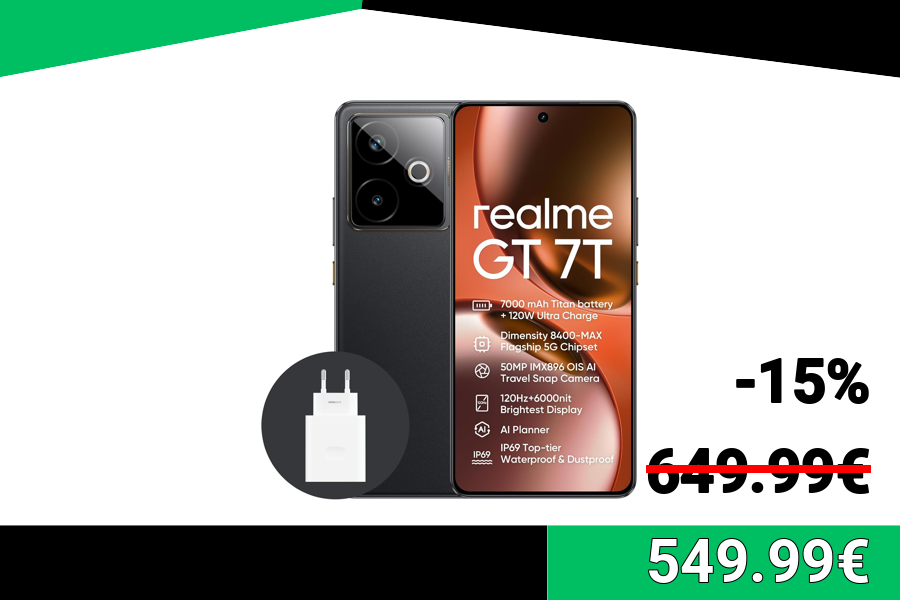 realme
GT 7T
7000 mAh Titan battery
+ 120W Ultra Charge
Dimensity 8400-MAX
Flagship 5G Chipset
50MP IMX896 OIS AI
Travel Snap Camera
120Hz+6000nit
Brightest Display
AI
AI Planner
IP69
IP69 Top-tier
Waterproof & Dustproof
-15%
649.99€
549.99€